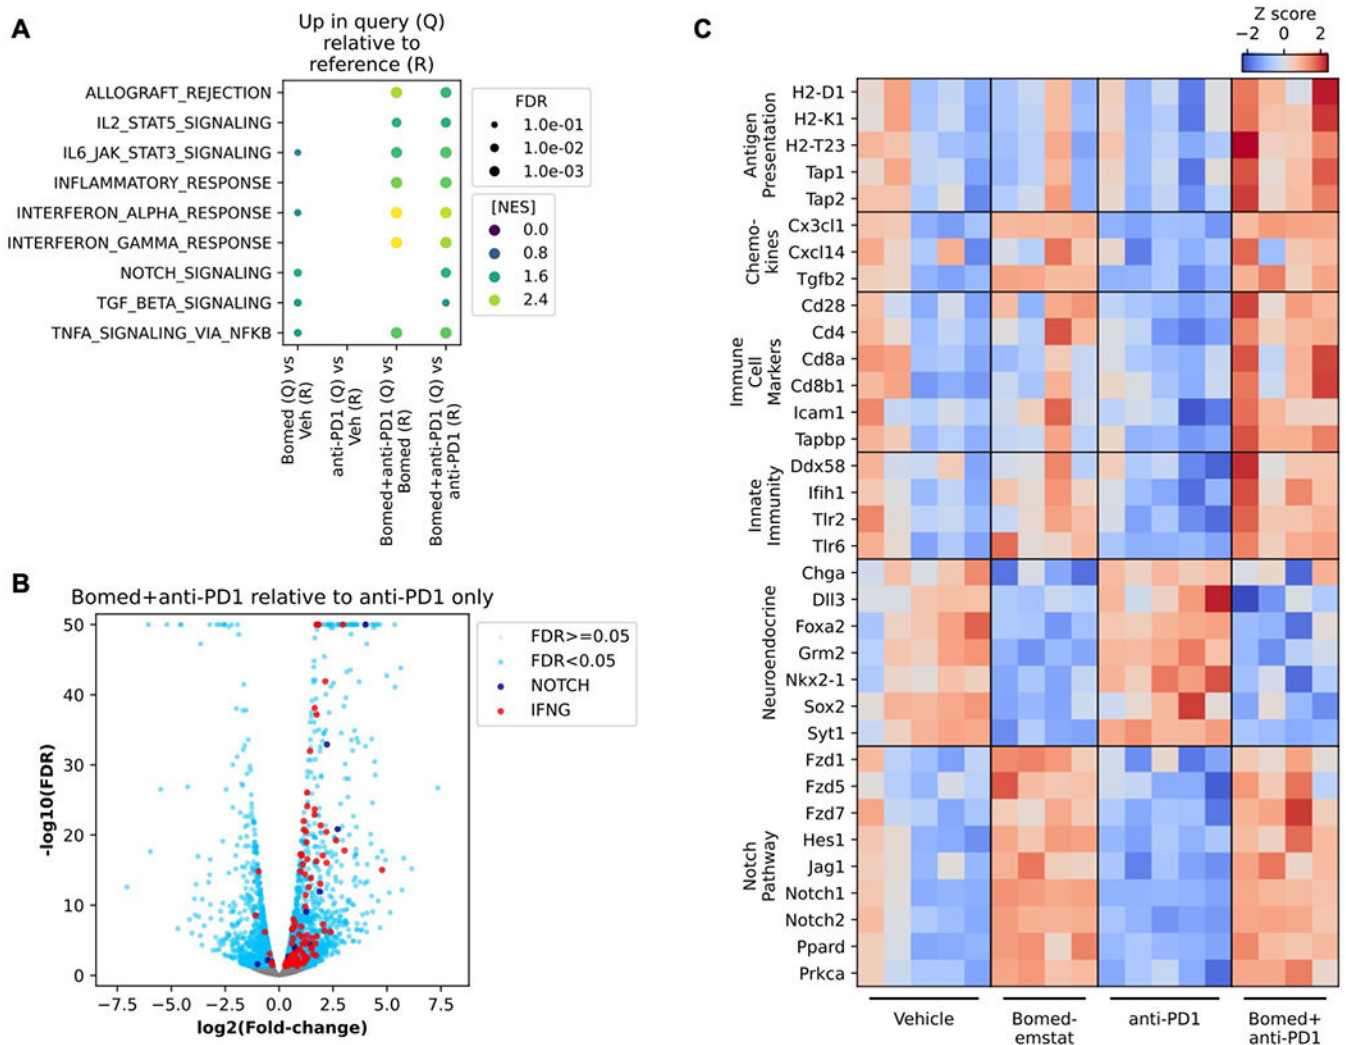 A
Up in query (Q)
relative to
reference (R)
ALLOGRAFT_REJECTION
IL2_STAT5_SIGNALING
IL6_JAK_STAT3_SIGNALING
INFLAMMATORY_RESPONSE
INTERFERON_ALPHA_RESPONSE
INTERFERON_GAMMA_RESPONSE
NOTCH_SIGNALING
TGF_BETA_SIGNALING
TNFA_SIGNALING_VIA_NFKB
Bomed (Q) vs
Veh (R)
anti-PD1 (Q) vs
Veh (R)
Bomed+anti-PD1 (Q) vs
Bomed (R)
Bomed+anti-PD1 (Q) vs
anti-PD1 (R)
FDR
1.0e-01
1.0e-02
1.0e-03
[NES]
0.0
0.8
1.6
2.4
B
Bomed+anti-PD1 relative to anti-PD1 only
-log10(FDR)
50
40
30
20
10
0
−7.5 −5.0 −2.5 0.0 2.5 5.0 7.5
log2(Fold-change)
FDR>=0.05
FDR<0.05
NOTCH
IFNG
C
Z score
−2 0 2
Antigen
Presentation
H2-D1
H2-K1
H2-T23
Tap1
Tap2
Chemo-
kines
Cx3cl1
Cxcl14
Tgfb2
Immune
Cell
Markers
Cd28
Cd4
Cd8a
Cd8b1
Icam1
Tapbp
Innate
Immunity
Ddx58
Ifih1
Tlr2
Tlr6
Neuroendocrine
Chga
Dll3
Foxa2
Grm2
Nkx2-1
Sox2
Syt1
Notch
Pathway
Fzd1
Fzd5
Fzd7
Hes1
Jag1
Notch1
Notch2
Ppard
Prkca
Vehicle
Bomed-
emstat
anti-PD1
Bomed+
anti-PD1